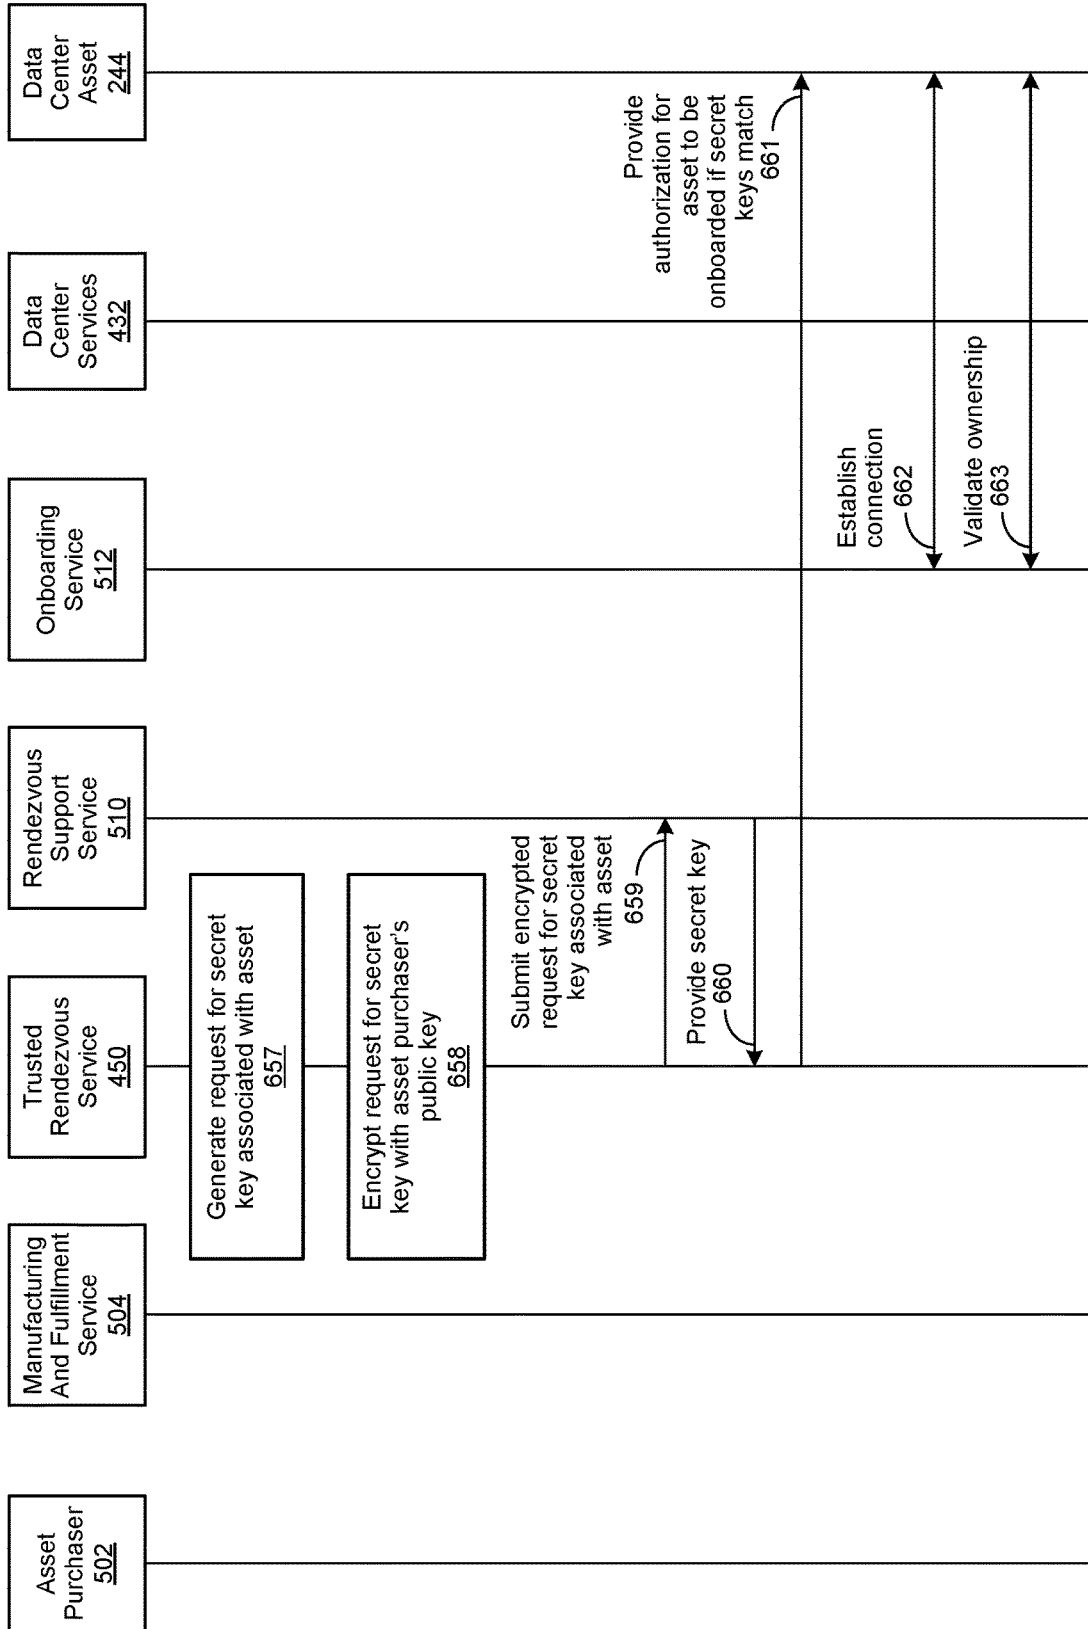 Asset
Purchaser
502
Manufacturing
And Fulfillment
Service
504
Trusted
Rendezvous
Service
450
Rendezvous
Support
Service
510
Onboarding
Service
512
Data
Center
Services
432
Data
Center
Asset
244
Generate request for secret
key associated with asset
657
Encrypt request for secret
key with asset purchaser's
public key
658
Submit encrypted
request for secret
key associated
with asset
659
Provide secret key
660
Provide
authorization for
asset to be
onboarded if secret
keys match
661
Establish
connection
662
Validate ownership
663